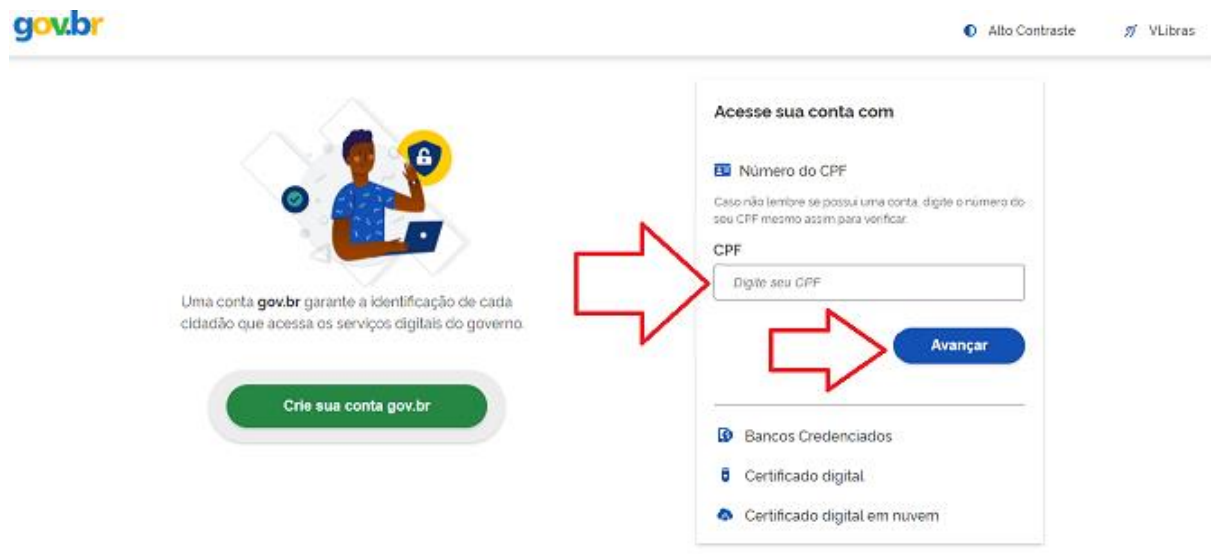 gov.br
Alto Contraste
VLibras
Uma conta gov.br garante a identificação de cada
cidadão que acessa os serviços digitais do governo.
Crie sua conta gov.br
Acesse sua conta com
Número do CPF
Caso não lembre se possui uma conta, digite o número do
seu CPF mesmo assim para verificar.
CPF
Digite seu CPF
Avançar
Bancos Credenciados
Certificado digital
Certificado digital em nuvem